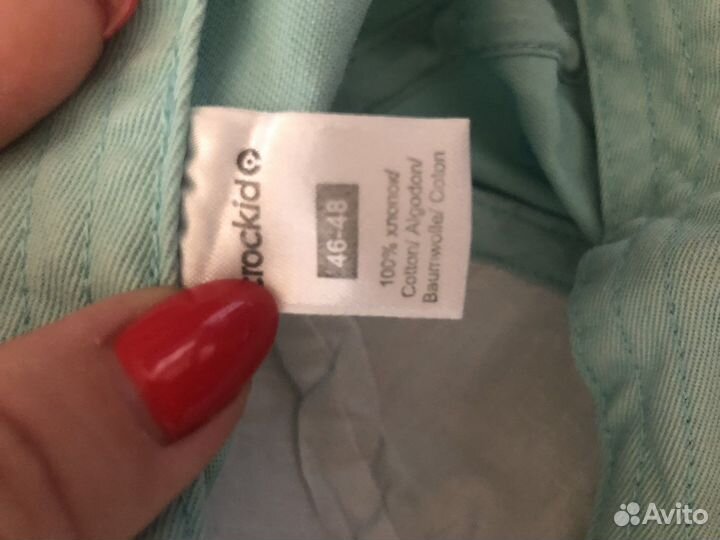 crockid
46-48
100% хлопок/
Cotton/ Algodon/
Baumwolle/ Coton
Avito